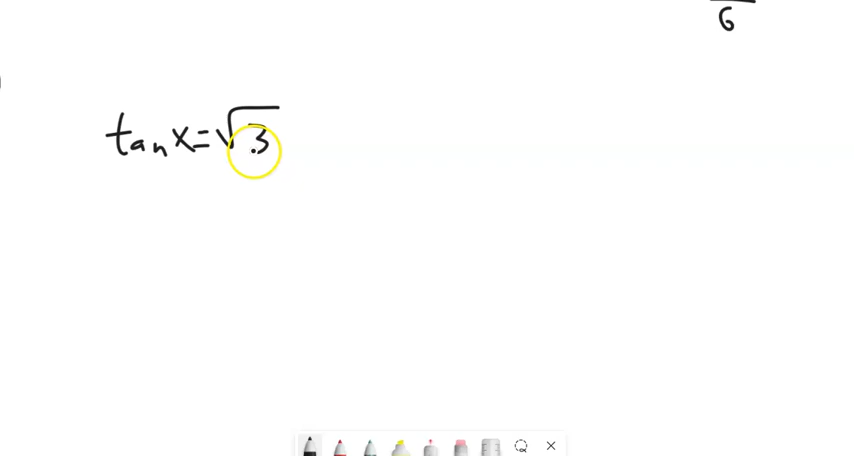 6
tan x = √3